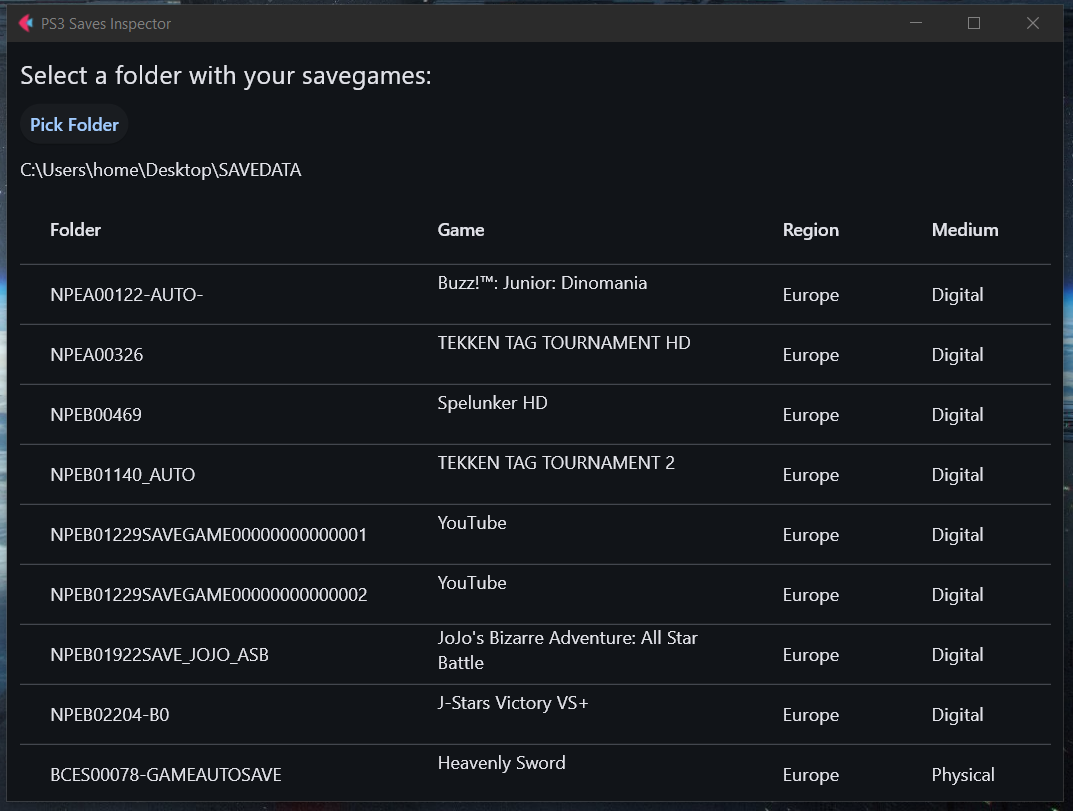 PS3 Saves Inspector
Select a folder with your savegames:
Pick Folder
C:\Users\home\Desktop\SAVEDATA
Folder Game Region Medium
NPEA00122-AUTO- Buzz!™: Junior: Dinomania Europe Digital
NPEA00326 TEKKEN TAG TOURNAMENT HD Europe Digital
NPEB00469 Spelunker HD Europe Digital
NPEB01140_AUTO TEKKEN TAG TOURNAMENT 2 Europe Digital
NPEB01229SAVEGAME00000000000001 YouTube Europe Digital
NPEB01229SAVEGAME00000000000002 YouTube Europe Digital
NPEB01922SAVE_JOJO_ASB JoJo's Bizarre Adventure: All Star Europe Digital
Battle
NPEB02204-B0 J-Stars Victory VS+ Europe Digital
BCES00078-GAMEAUTOSAVE Heavenly Sword Europe Physical